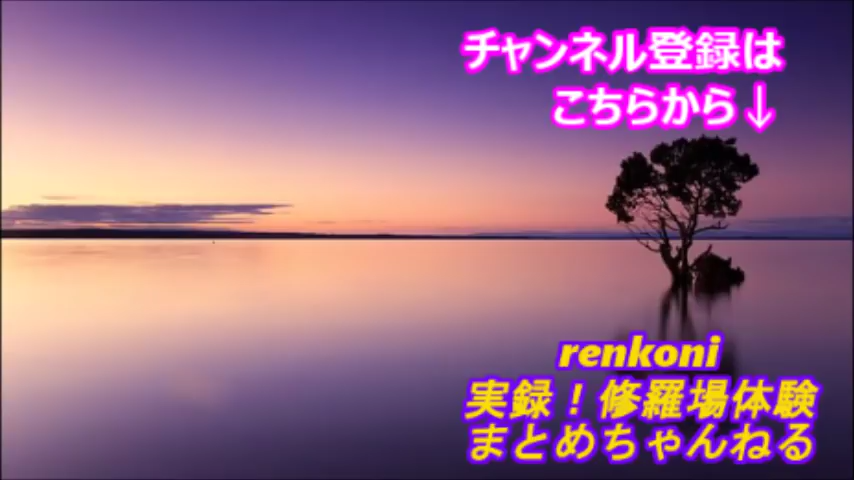 チャンネル登録は
こちらから↓
renkoni
実録！修羅場体験
まとめちゃんねる